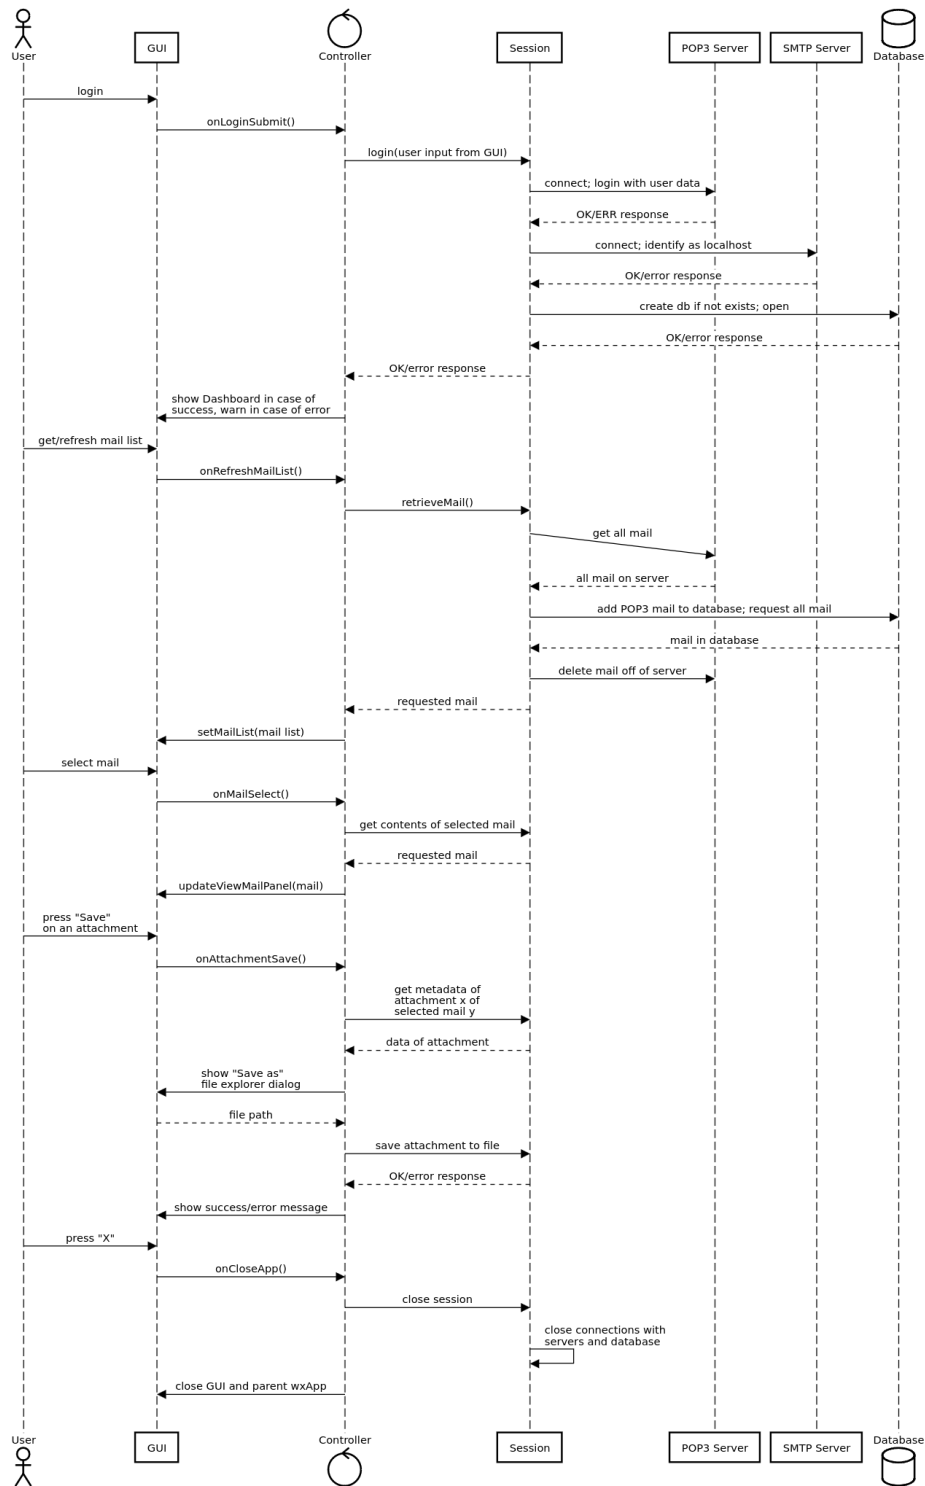 User
GUI
Controller
Session
POP3 Server
SMTP Server
Database
login
onLoginSubmit()
login(user input from GUI)
connect; login with user data
OK/ERR response
connect; identify as localhost
OK/error response
create db if not exists; open
OK/error response
OK/error response
show Dashboard in case of
success, warn in case of error
get/refresh mail list
onRefreshMailList()
retrieveMail()
get all mail
all mail on server
add POP3 mail to database; request all mail
mail in database
delete mail off of server
requested mail
setMailList(mail list)
select mail
onMailSelect()
get contents of selected mail
requested mail
updateViewMailPanel(mail)
press "Save"
on an attachment
onAttachmentSave()
get metadata of
attachment x of
selected mail y
data of attachment
show "Save as"
file explorer dialog
file path
save attachment to file
OK/error response
show success/error message
press "X"
onCloseApp()
close session
close connections with
servers and database
close GUI and parent wxApp
User
GUI
Controller
Session
POP3 Server
SMTP Server
Database